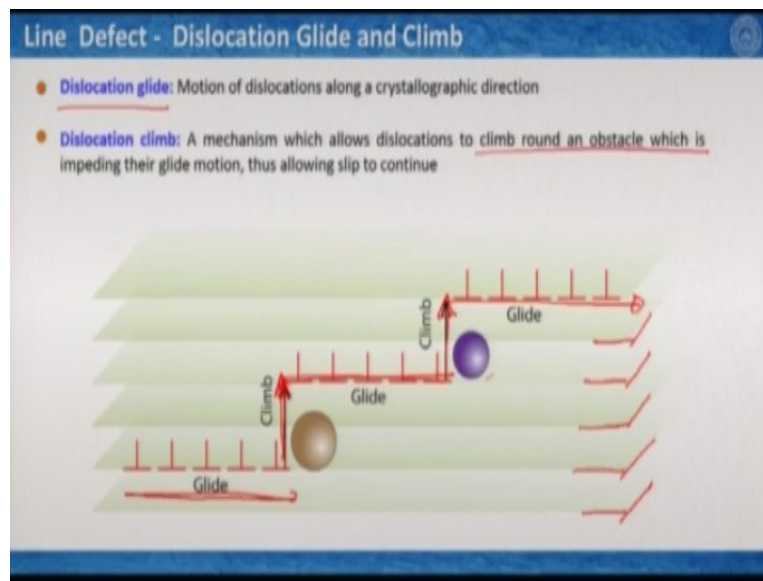 Line Defect - Dislocation Glide and Climb
Dislocation glide: Motion of dislocations along a crystallographic direction
Dislocation climb: A mechanism which allows dislocations to climb round an obstacle which is
impeding their glide motion, thus allowing slip to continue
Climb
Glide
Climb
Glide
Glide